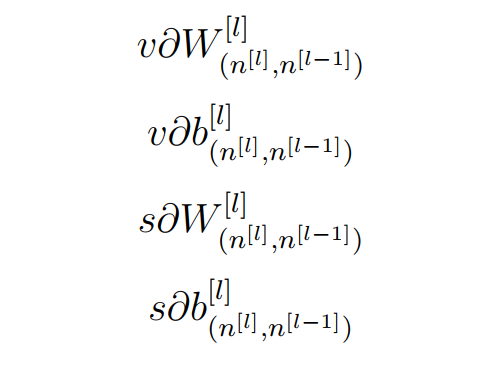 v∂W^{[l]}_{(n^{[l]},n^{[l−1]})}
v∂b^{[l]}_{(n^{[l]},n^{[l−1]})}
s∂W^{[l]}_{(n^{[l]},n^{[l−1]})}
s∂b^{[l]}_{(n^{[l]},n^{[l−1]})}